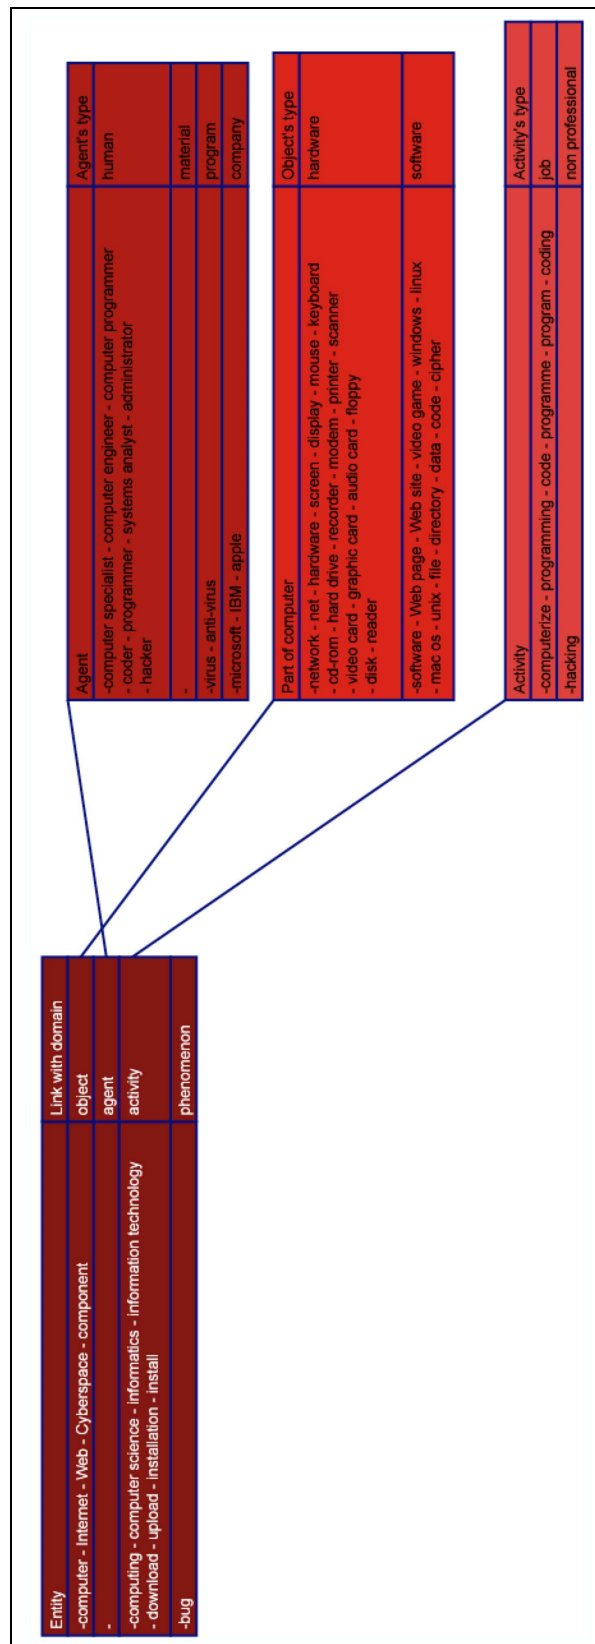 Entity Link with domain
-computer - Internet - Web - Cyberspace - component object
- agent
-computing - computer science - informatics - information technology activity
- download - upload - installation - install
-bug phenomenon
Agent Agent's type
-computer specialist - computer engineer - computer programmer human
- coder - programmer - systems analyst - administrator
- hacker
- material
-virus - anti-virus program
-microsoft - IBM - apple company
Part of computer Object's type
-network - net - hardware - screen - display - mouse - keyboard hardware
- cd-rom - hard drive - recorder - modem - printer - scanner
- video card - graphic card - audio card - floppy
- disk - reader
-software - Web page - Web site - video game - windows - linux software
- mac os - unix - file - directory - data - code - cipher
Activity Activity's type
-computerize - programming - code - programme - program - coding job
-hacking non professional